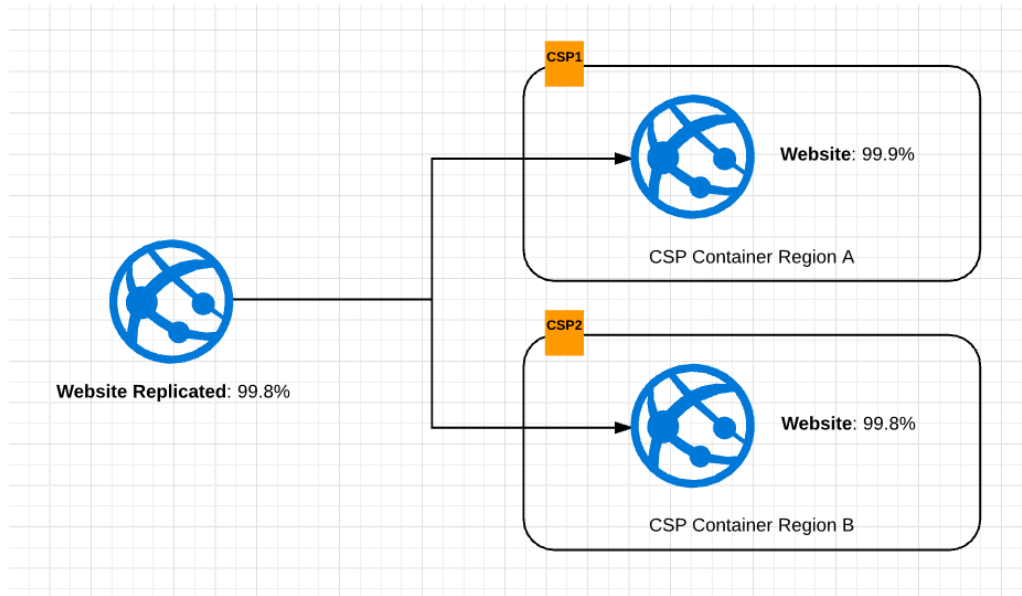 CSP1
Website: 99.9%
CSP Container Region A
Website Replicated: 99.8%
CSP2
Website: 99.8%
CSP Container Region B